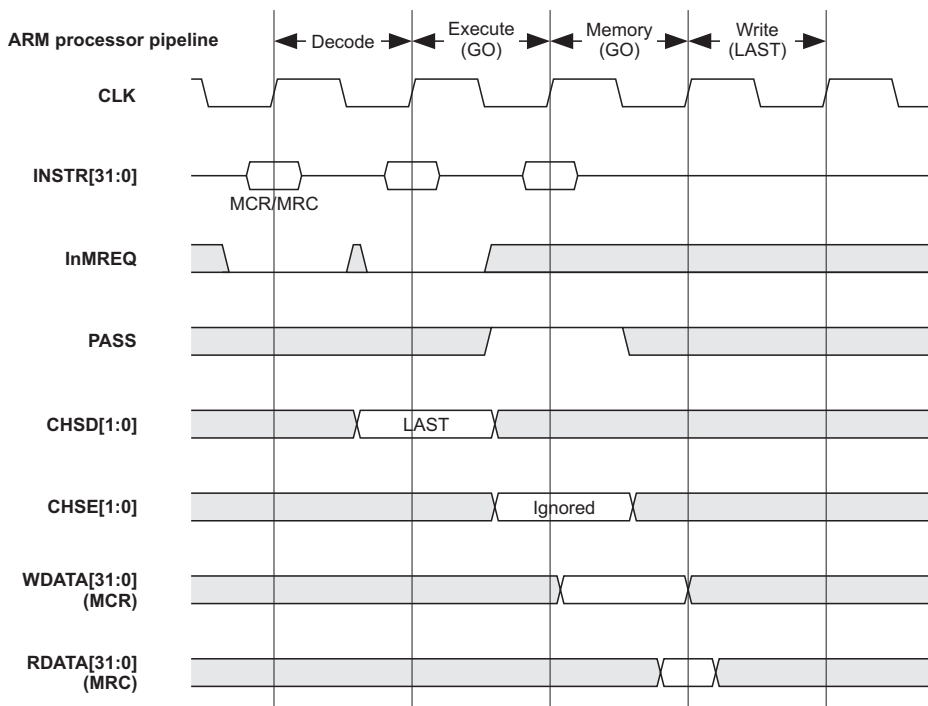 ARM processor pipeline
Decode
Execute
(GO)
Memory
(GO)
Write
(LAST)
CLK
INSTR[31:0]
MCR/MRC
InMREQ
PASS
CHSD[1:0]
LAST
CHSE[1:0]
Ignored
WDATA[31:0]
(MCR)
RDATA[31:0]
(MRC)